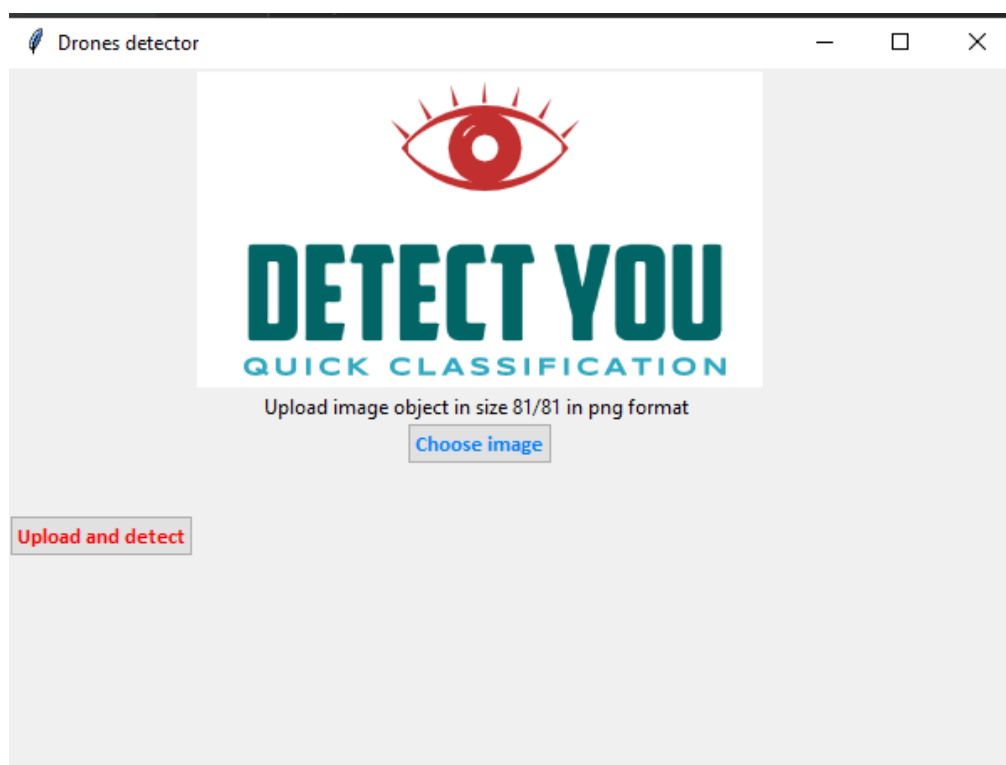 Drones detector
DETECT YOU
QUICK CLASSIFICATION
Upload image object in size 81/81 in png format
Choose image
Upload and detect